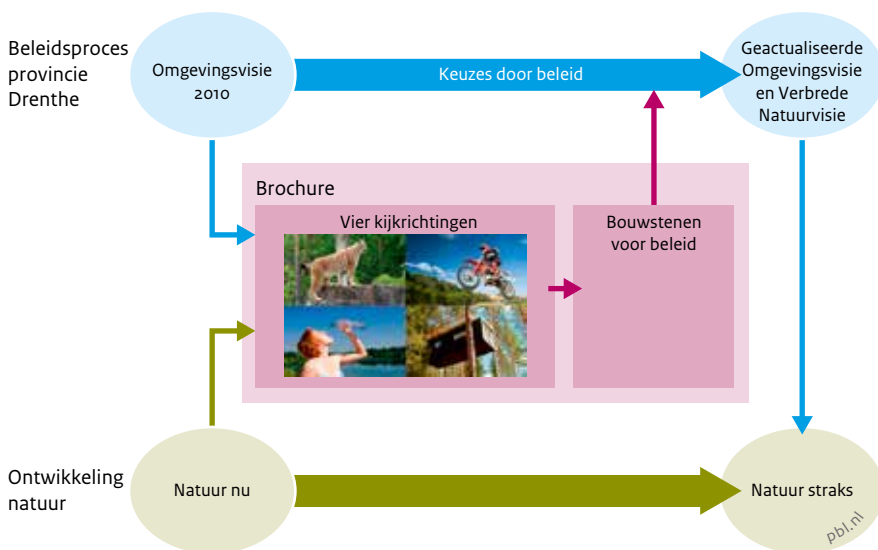 Beleidsproces
provincie
Drenthe
Omgevingsvisie
2010
Keuzes door beleid
Geactualiseerde
Omgevingsvisie
en Verbrede
Natuurvisie
Brochure
Vier kijkrichtingen
Bouwstenen
voor beleid
Ontwikkeling
natuur
Natuur nu
Natuur straks
pbl.nl